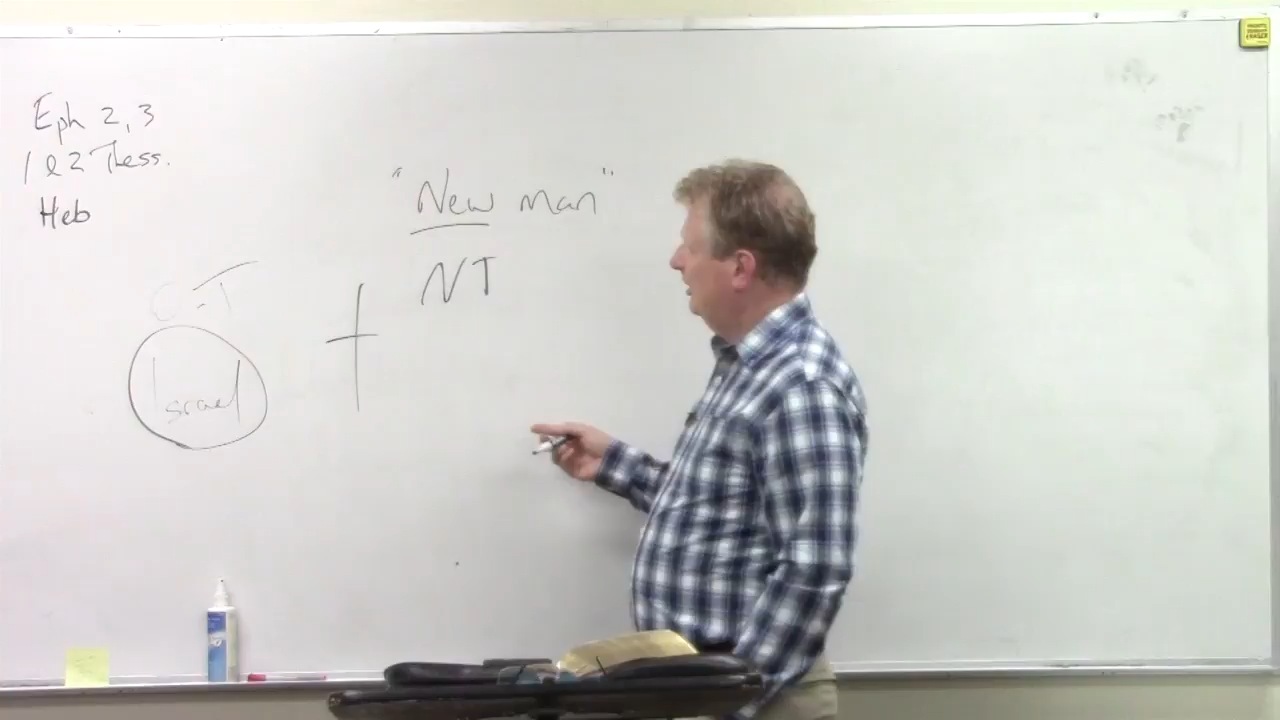 Eph 2, 3
1 & 2 Thess.
Heb
"New man"
NT
O.T
Israel